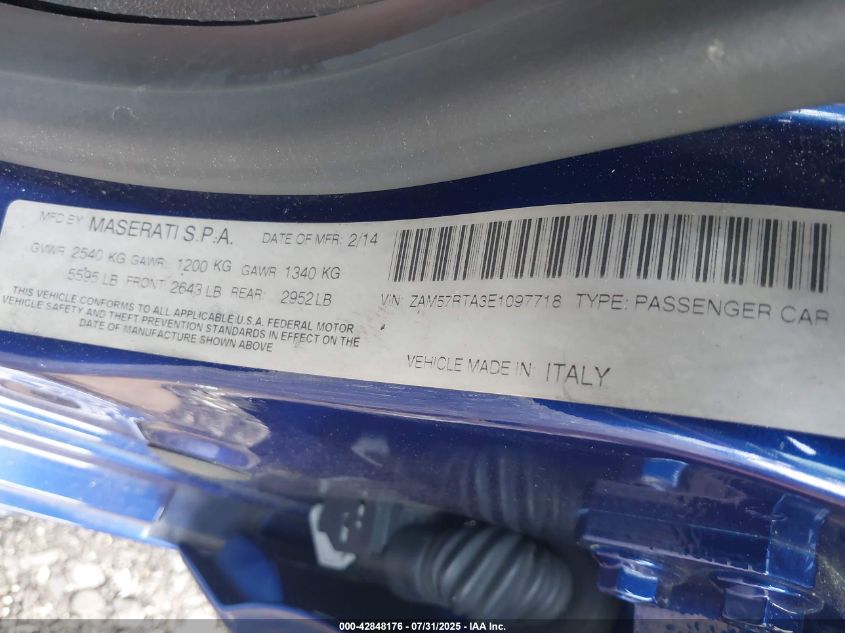 MFD BY MASERATI S.P.A. DATE OF MFR: 2/14
GVWR 2540 KG GAWR: 1200 KG GAWR 1340 KG
5595 LB FRONT 2643 LB REAR: 2952 LB
THIS VEHICLE CONFORMS TO ALL APPLICABLE U.S.A. FEDERAL MOTOR
VEHICLE SAFETY AND THEFT PREVENTION STANDARDS IN EFFECT ON THE
DATE OF MANUFACTURE SHOWN ABOVE
VIN: ZAM57RTA3E1097718 TYPE: PASSENGER CAR
VEHICLE MADE IN: ITALY
000-42848176 - 07/31/2025 - IAA Inc.